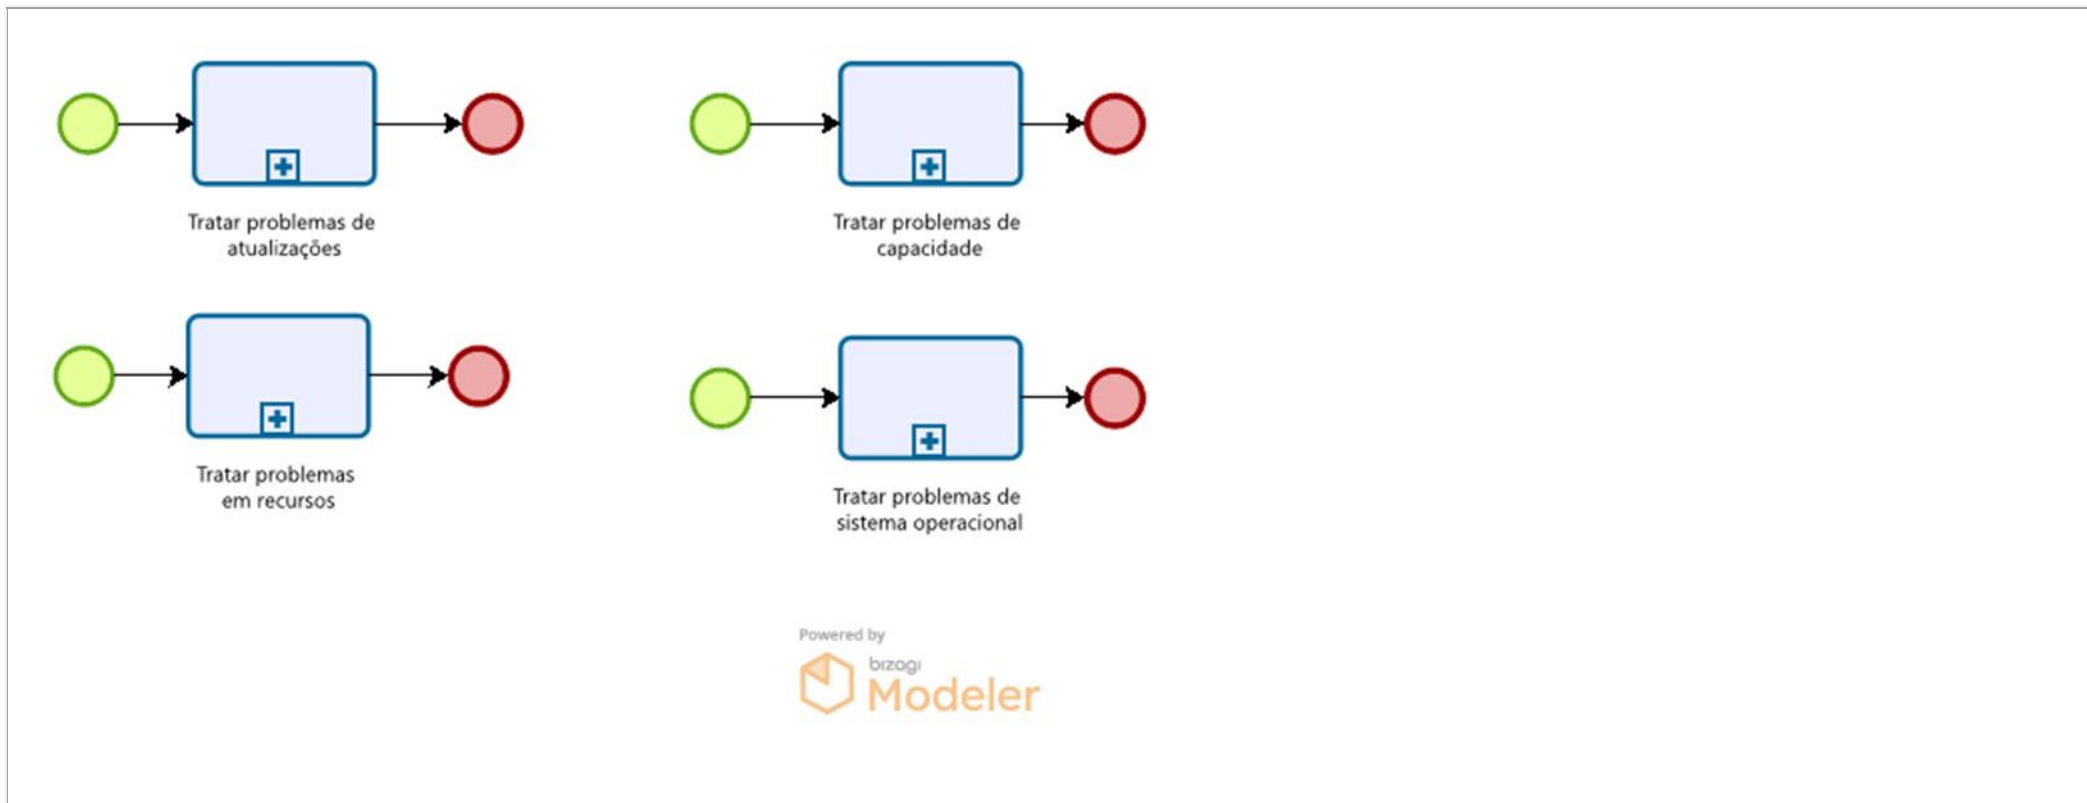 Tratar problemas de
atualizações
Tratar problemas de
capacidade
Tratar problemas
em recursos
Tratar problemas de
sistema operacional
Powered by
bizagi
Modeler